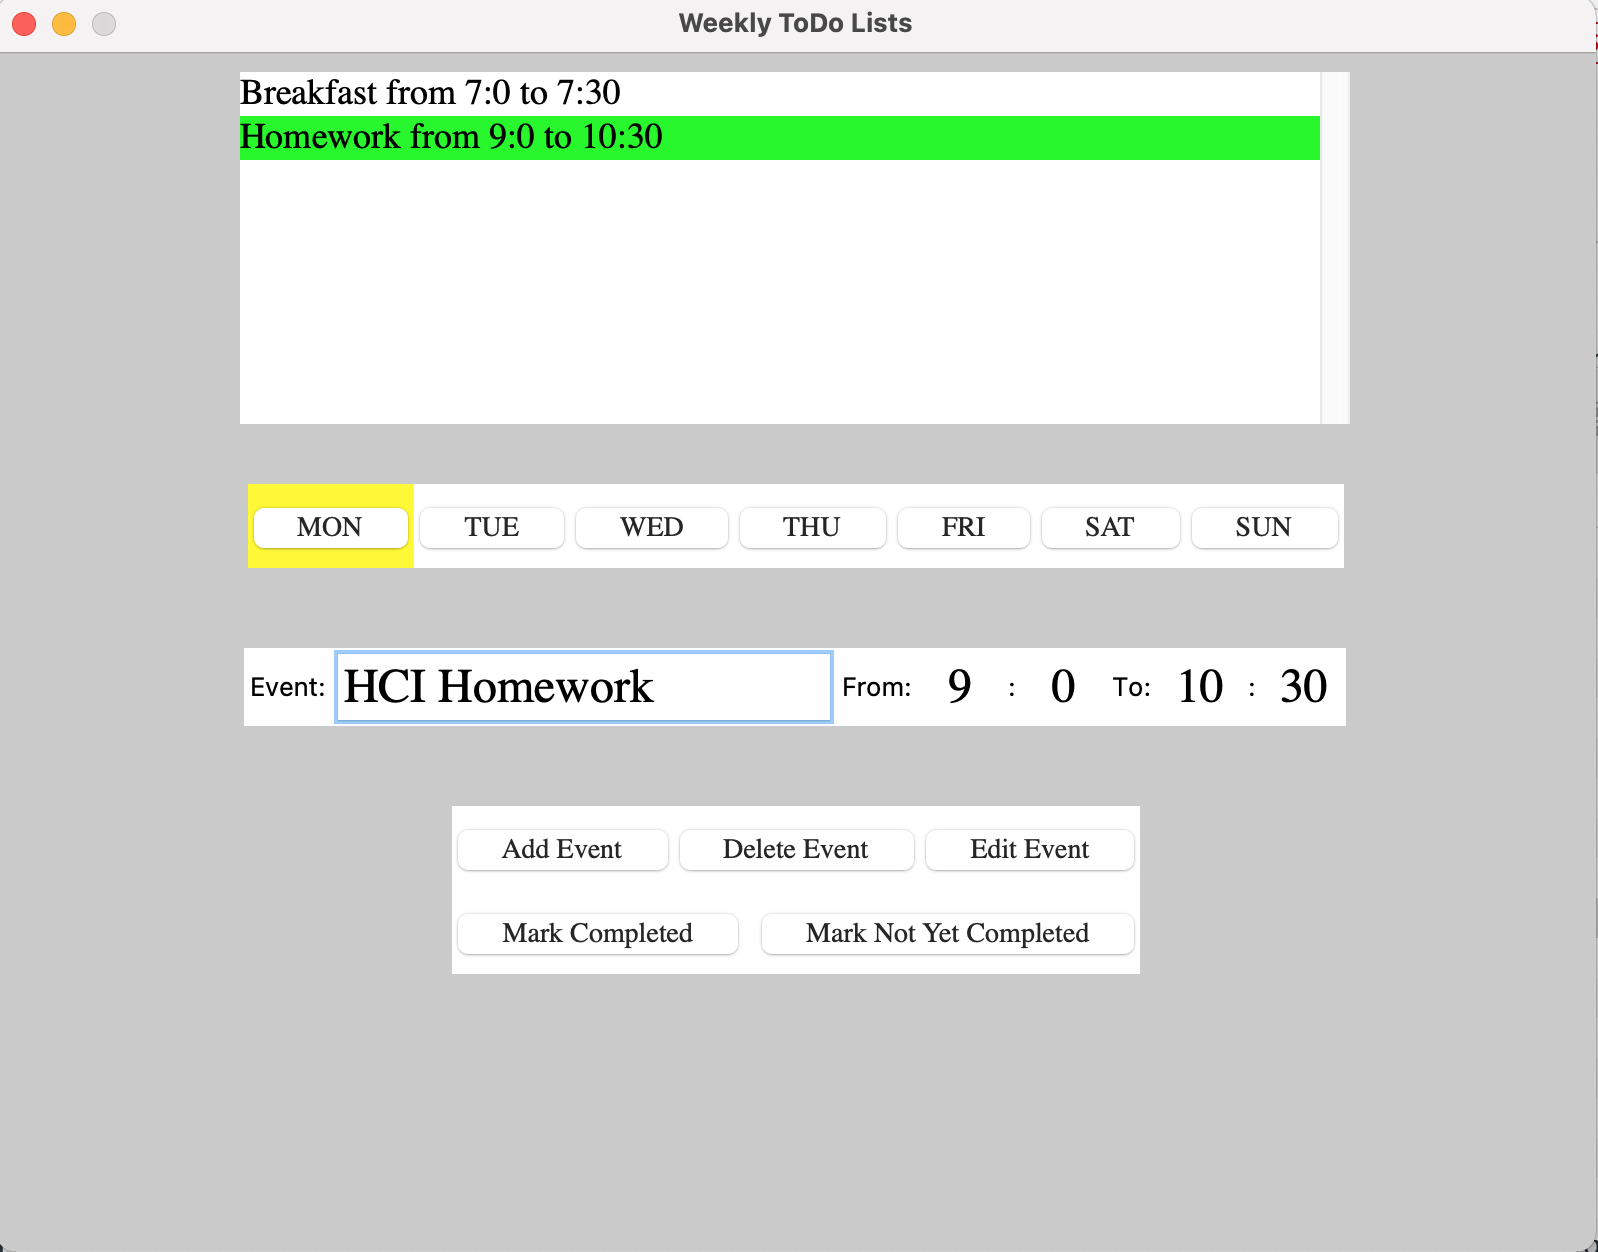 Weekly ToDo Lists
Breakfast from 7:0 to 7:30
Homework from 9:0 to 10:30
MON TUE WED THU FRI SAT SUN
Event: HCI Homework From: 9 : 0 To: 10 : 30
Add Event Delete Event Edit Event
Mark Completed Mark Not Yet Completed